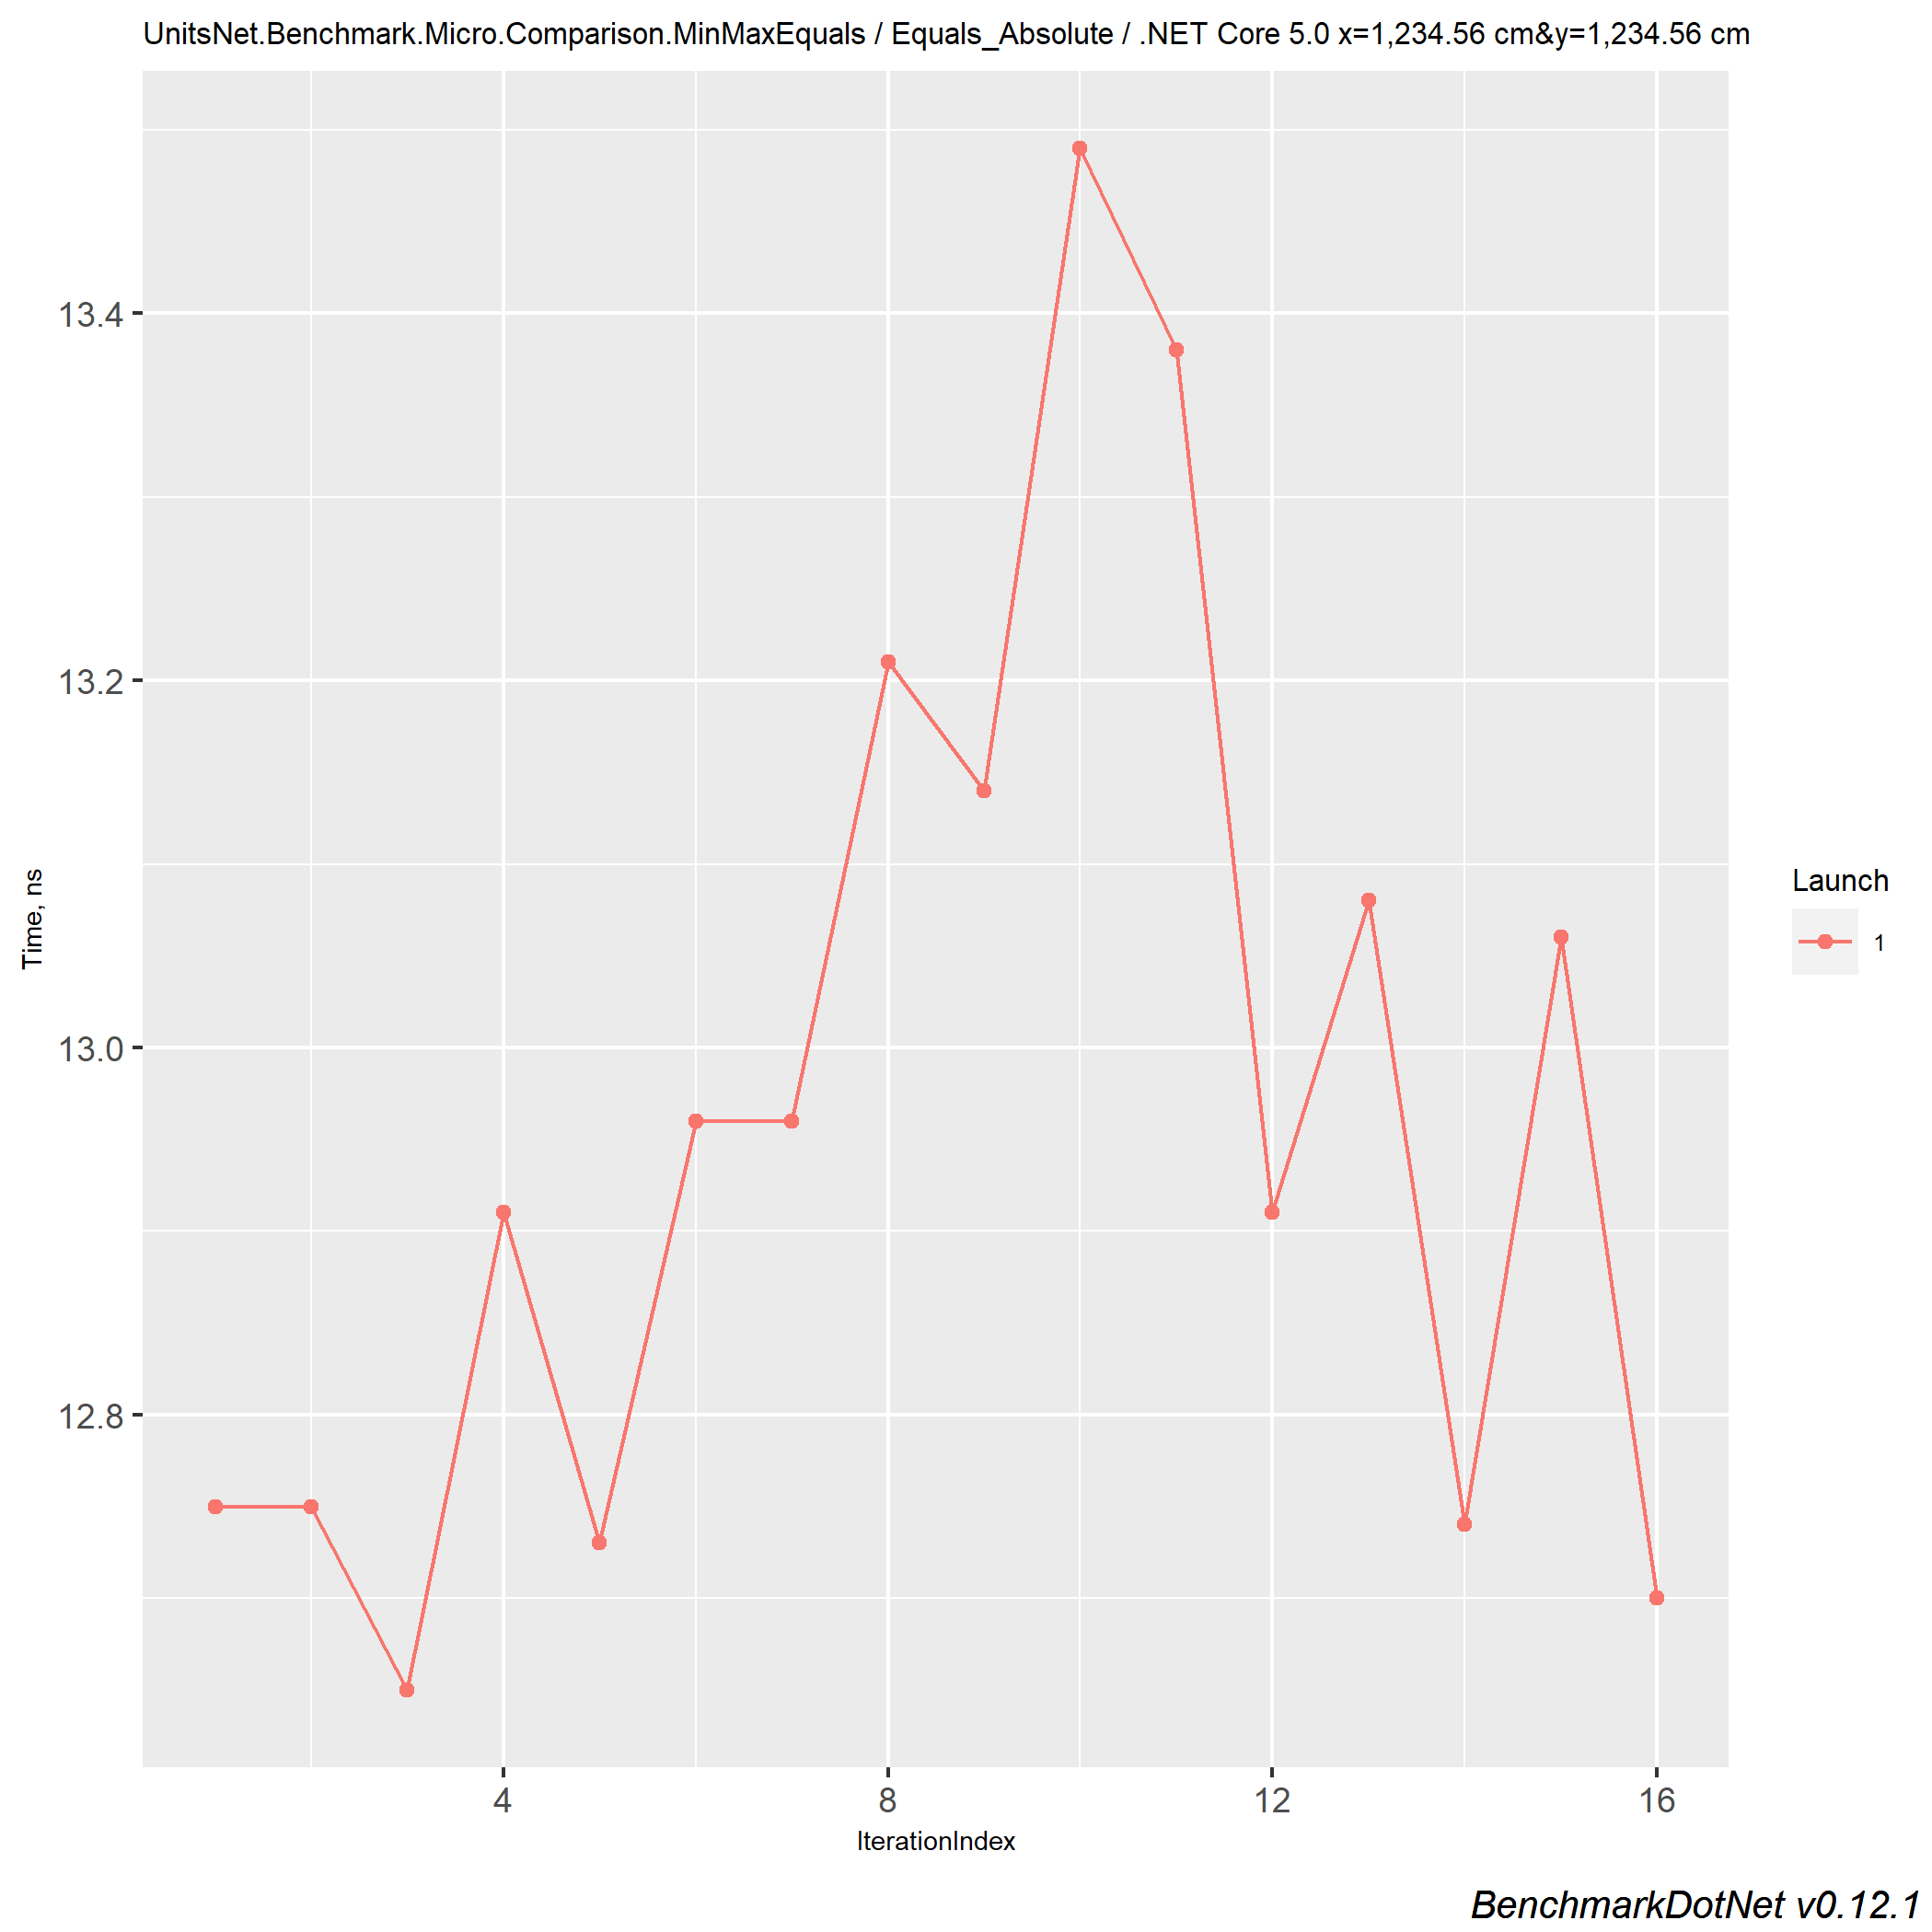 UnitsNet.Benchmark.Micro.Comparison.MinMaxEquals / Equals_Absolute / .NET Core 5.0 x=1,234.56 cm&y=1,234.56 cm
13.4
13.2
13.0
12.8
Time, ns
4 8 12 16
IterationIndex
Launch
1
BenchmarkDotNet v0.12.1